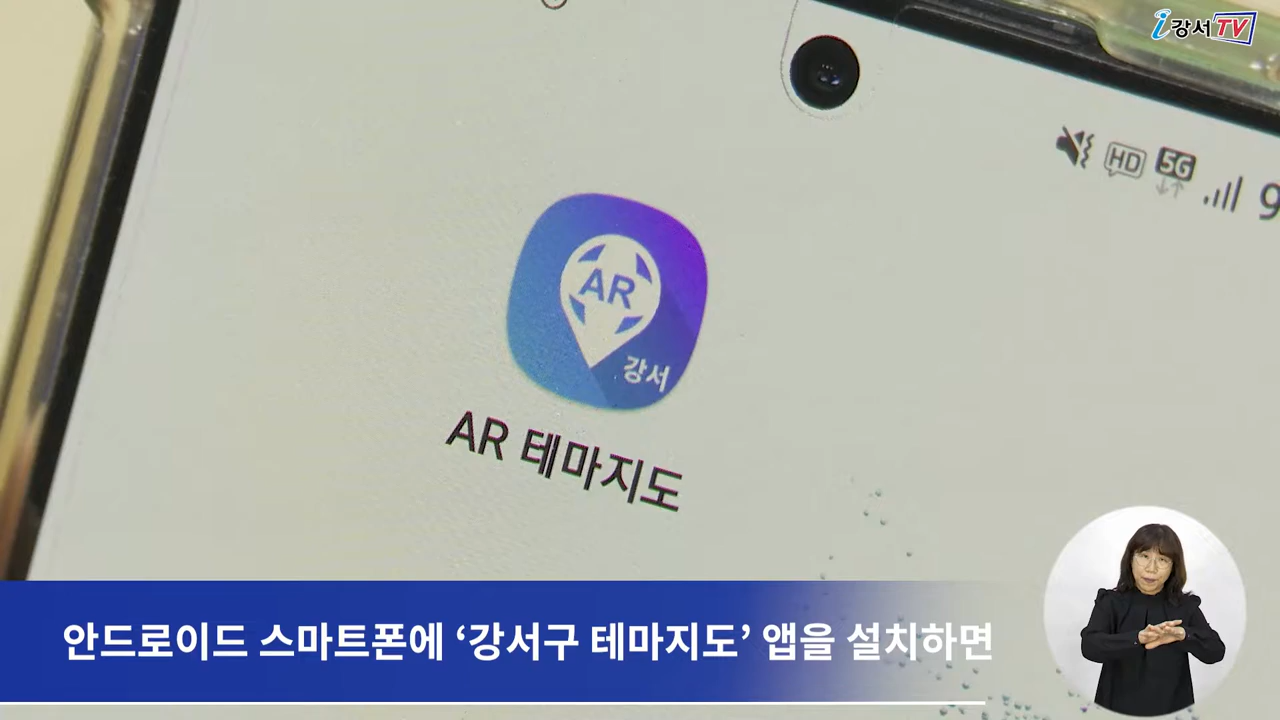 i강서TV
HD 5G 9
AR
강서
AR 테마지도
안드로이드 스마트폰에 ‘강서구 테마지도’ 앱을 설치하면